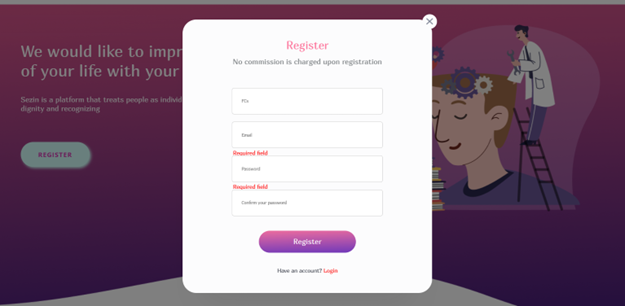 Register
No commission is charged upon registration
We would like to impr
of your life with your
Sezin is a platform that treats people as individ
dignity and recognizing
REGISTER
Email
Required field
Password
Required field
Confirm your password
Register
Have an account? Login